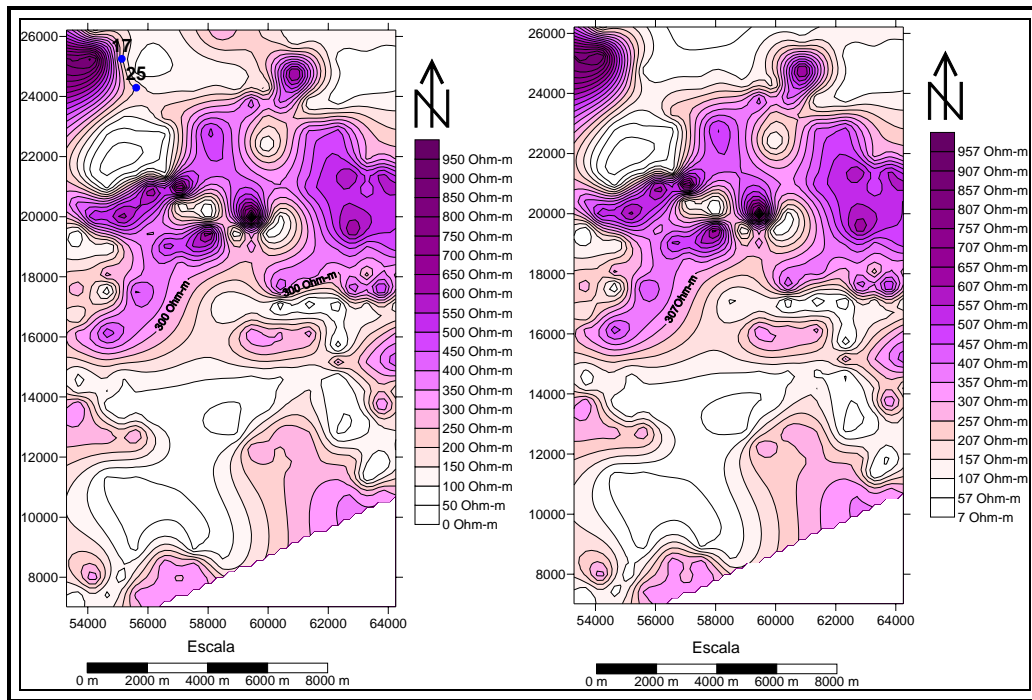 26000
24000
22000
20000
18000
16000
14000
12000
10000
8000
17
25
300 Ohm-m
300 Ohm-m
54000 56000 58000 60000 62000 64000
N
950 Ohm-m
900 Ohm-m
850 Ohm-m
800 Ohm-m
750 Ohm-m
700 Ohm-m
650 Ohm-m
600 Ohm-m
550 Ohm-m
500 Ohm-m
450 Ohm-m
400 Ohm-m
350 Ohm-m
300 Ohm-m
250 Ohm-m
200 Ohm-m
150 Ohm-m
100 Ohm-m
50 Ohm-m
0 Ohm-m
Escala
0 m 2000 m 4000 m 6000 m 8000 m
26000
24000
22000
20000
18000
16000
14000
12000
10000
8000
307Ohm-m
54000 56000 58000 60000 62000 64000
N
957 Ohm-m
907 Ohm-m
857 Ohm-m
807 Ohm-m
757 Ohm-m
707 Ohm-m
657 Ohm-m
607 Ohm-m
557 Ohm-m
507 Ohm-m
457 Ohm-m
407 Ohm-m
357 Ohm-m
307 Ohm-m
257 Ohm-m
207 Ohm-m
157 Ohm-m
107 Ohm-m
57 Ohm-m
7 Ohm-m
Escala
0 m 2000 m 4000 m 6000 m 8000 m